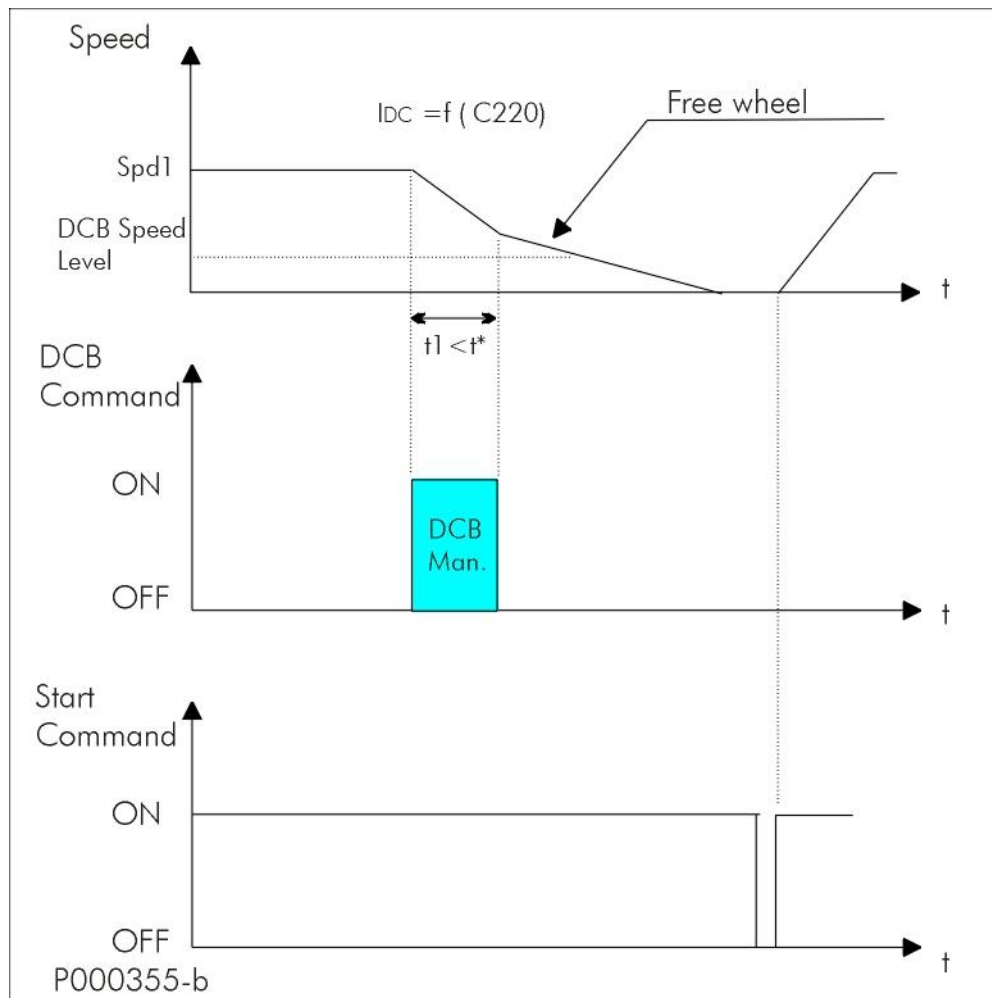 Speed
IDC =f ( C220)
Free wheel
Spd1
DCB Speed
Level
t
t1 <t*
DCB
Command
ON
DCB
Man.
OFF
t
Start
Command
ON
OFF
t
P000355-b